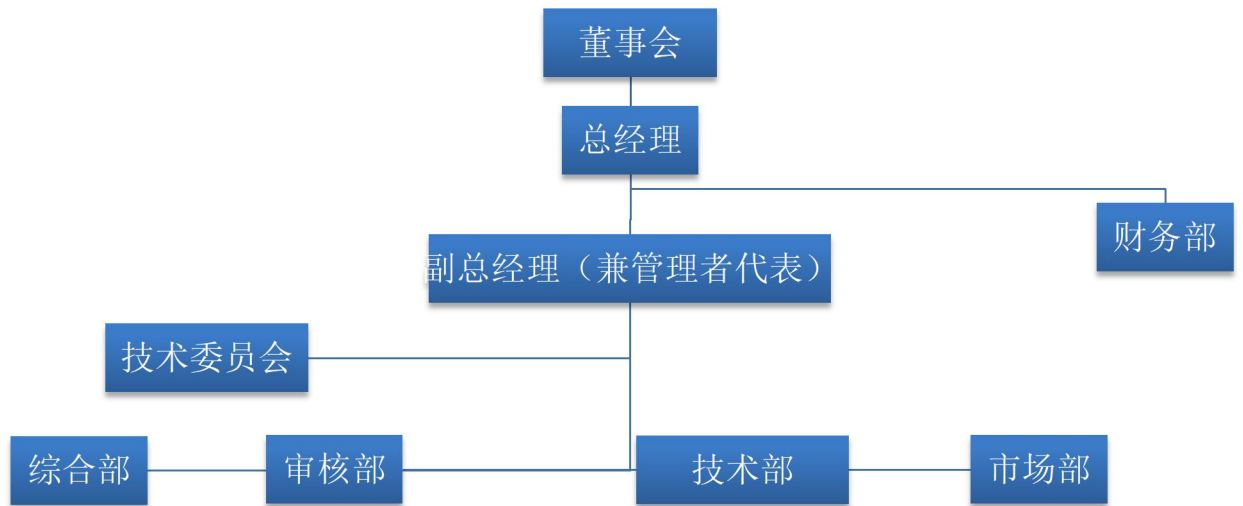 董事会
总经理
财务部
副总经理（兼管理者代表）
技术委员会
综合部
审核部
技术部
市场部